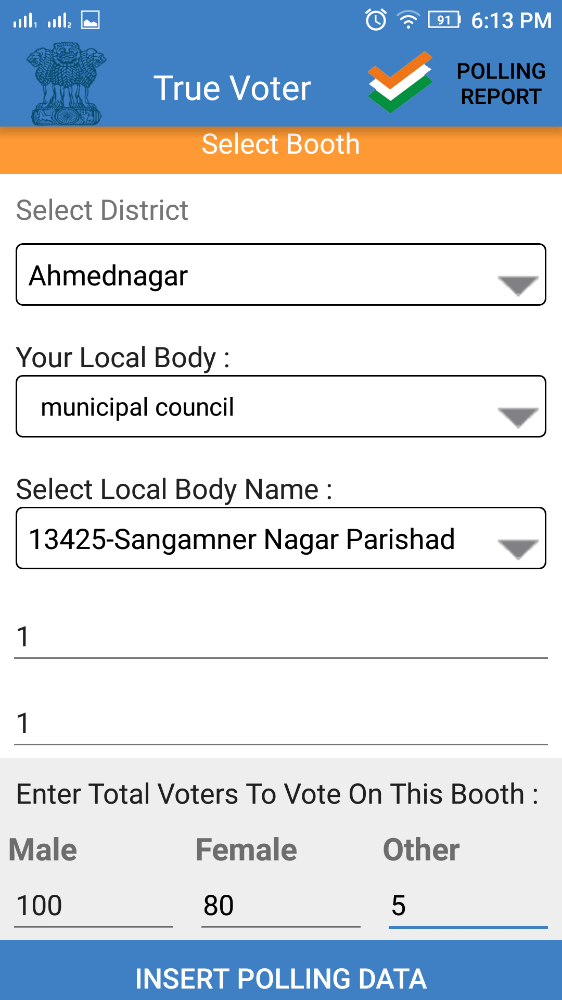 1 2 91 6:13 PM
True Voter
POLLING
REPORT
Select Booth
Select District
Ahmednagar
Your Local Body :
municipal council
Select Local Body Name :
13425-Sangamner Nagar Parishad
1
1
Enter Total Voters To Vote On This Booth :
Male Female Other
100 80 5
INSERT POLLING DATA